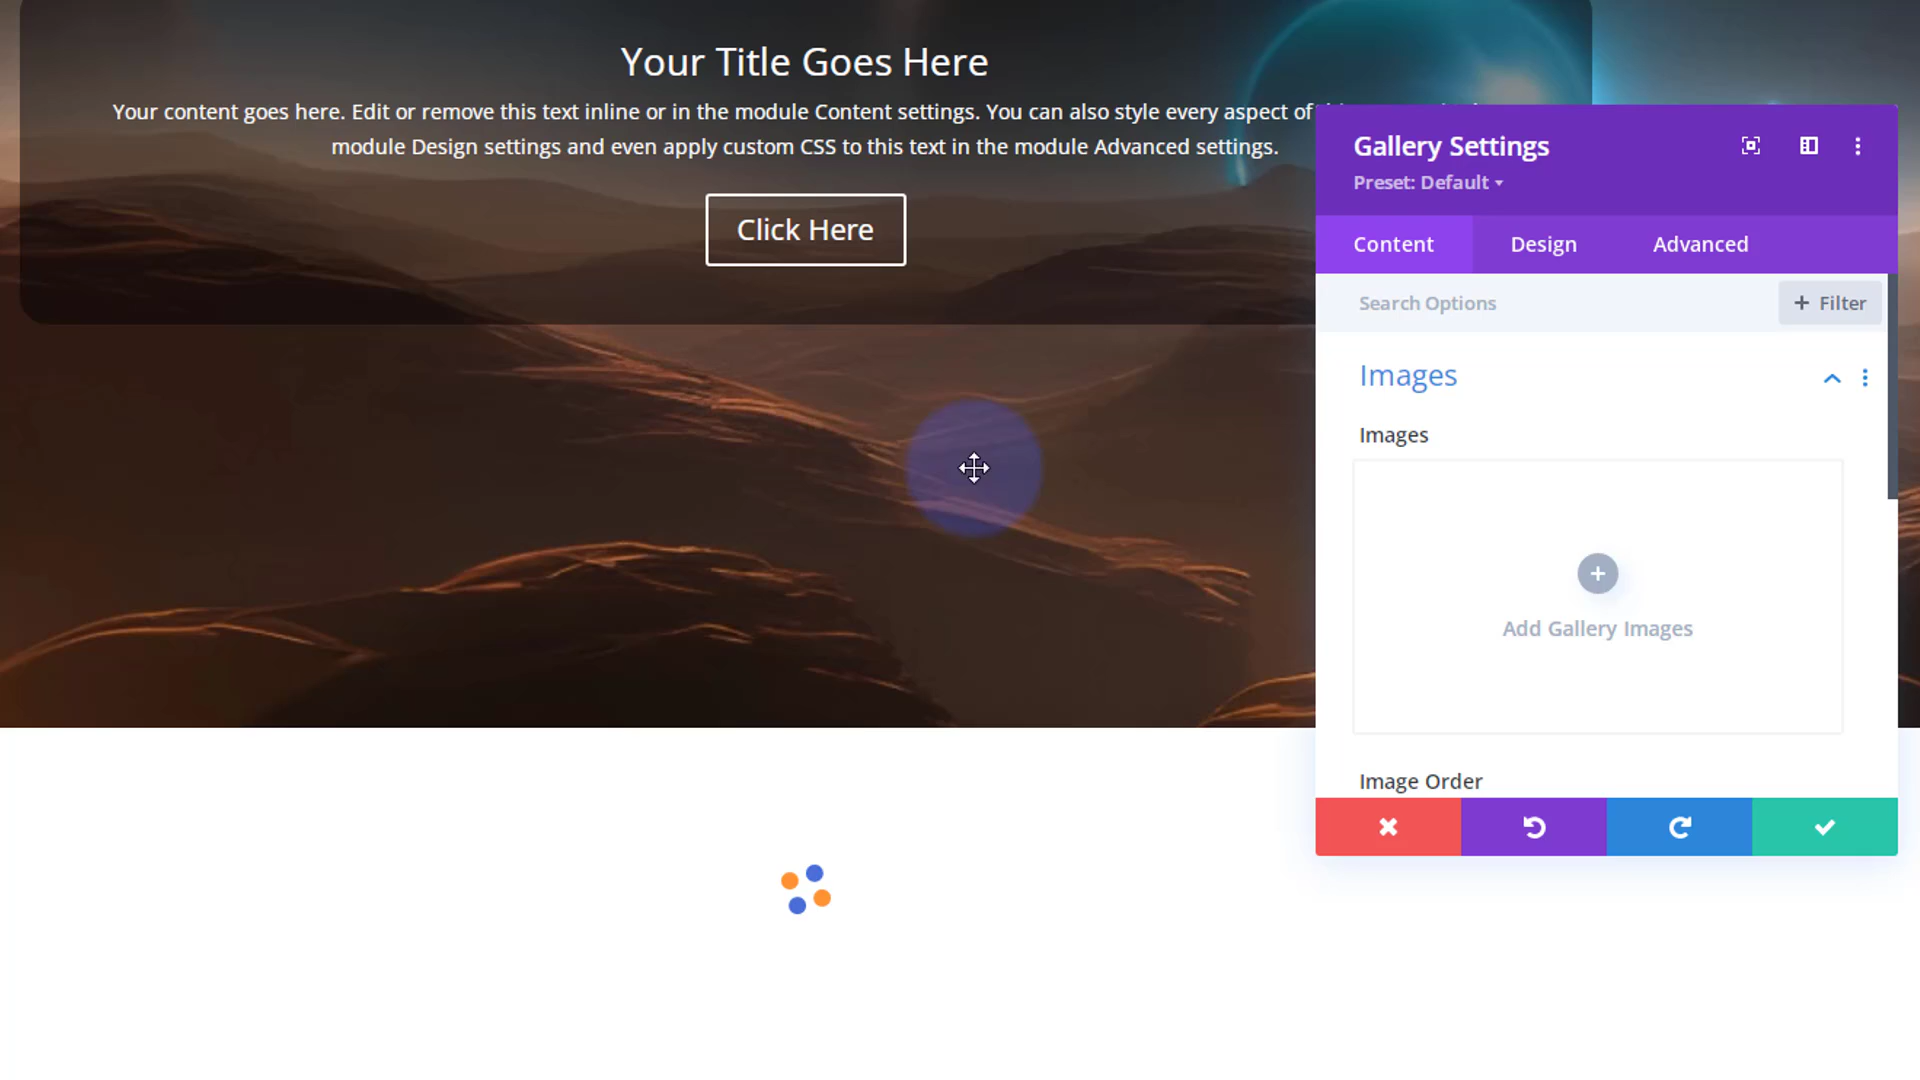 Your Title Goes Here
Your content goes here. Edit or remove this text inline or in the module Content settings. You can also style every aspect of
module Design settings and even apply custom CSS to this text in the module Advanced settings.
Click Here
Gallery Settings
Preset: Default
Content
Design
Advanced
Search Options
+ Filter
Images
Images
Add Gallery Images
Image Order